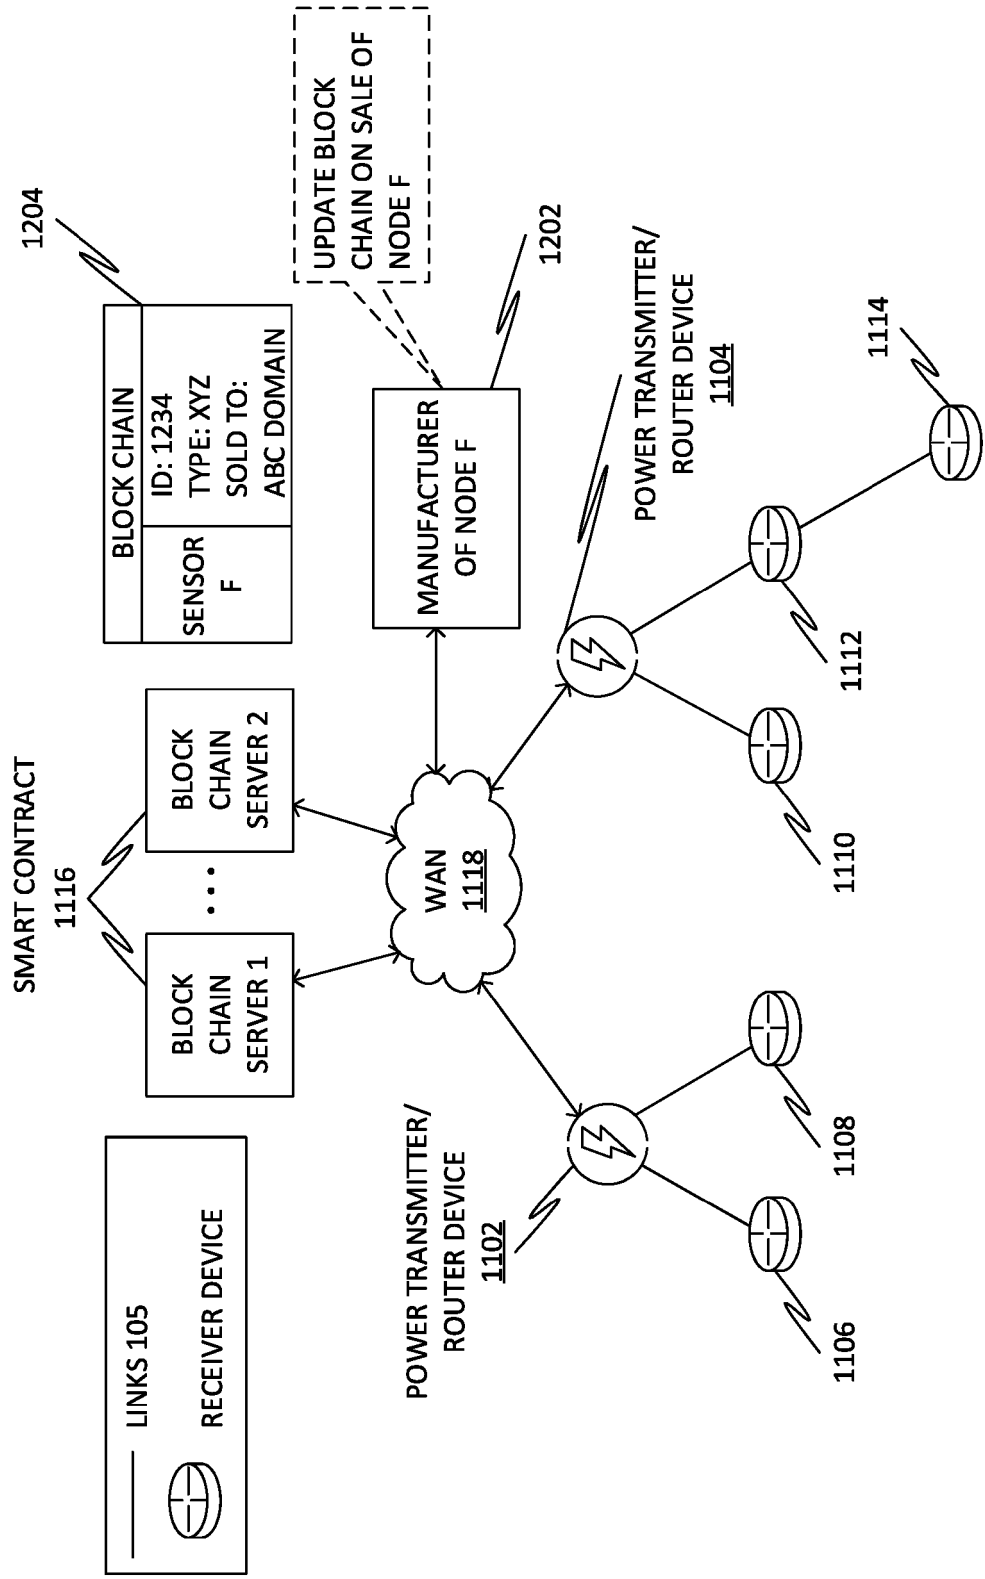 LINKS 105
RECEIVER DEVICE
SMART CONTRACT
1116
BLOCK
CHAIN
SERVER 1
BLOCK
CHAIN
SERVER 2
1204
BLOCK CHAIN
SENSOR
F
ID: 1234
TYPE: XYZ
SOLD TO:
ABC DOMAIN
UPDATE BLOCK
CHAIN ON SALE OF
NODE F
MANUFACTURER
OF NODE F
1202
WAN
1118
POWER TRANSMITTER/
ROUTER DEVICE
1102
POWER TRANSMITTER/
ROUTER DEVICE
1104
1106
1108
1110
1112
1114